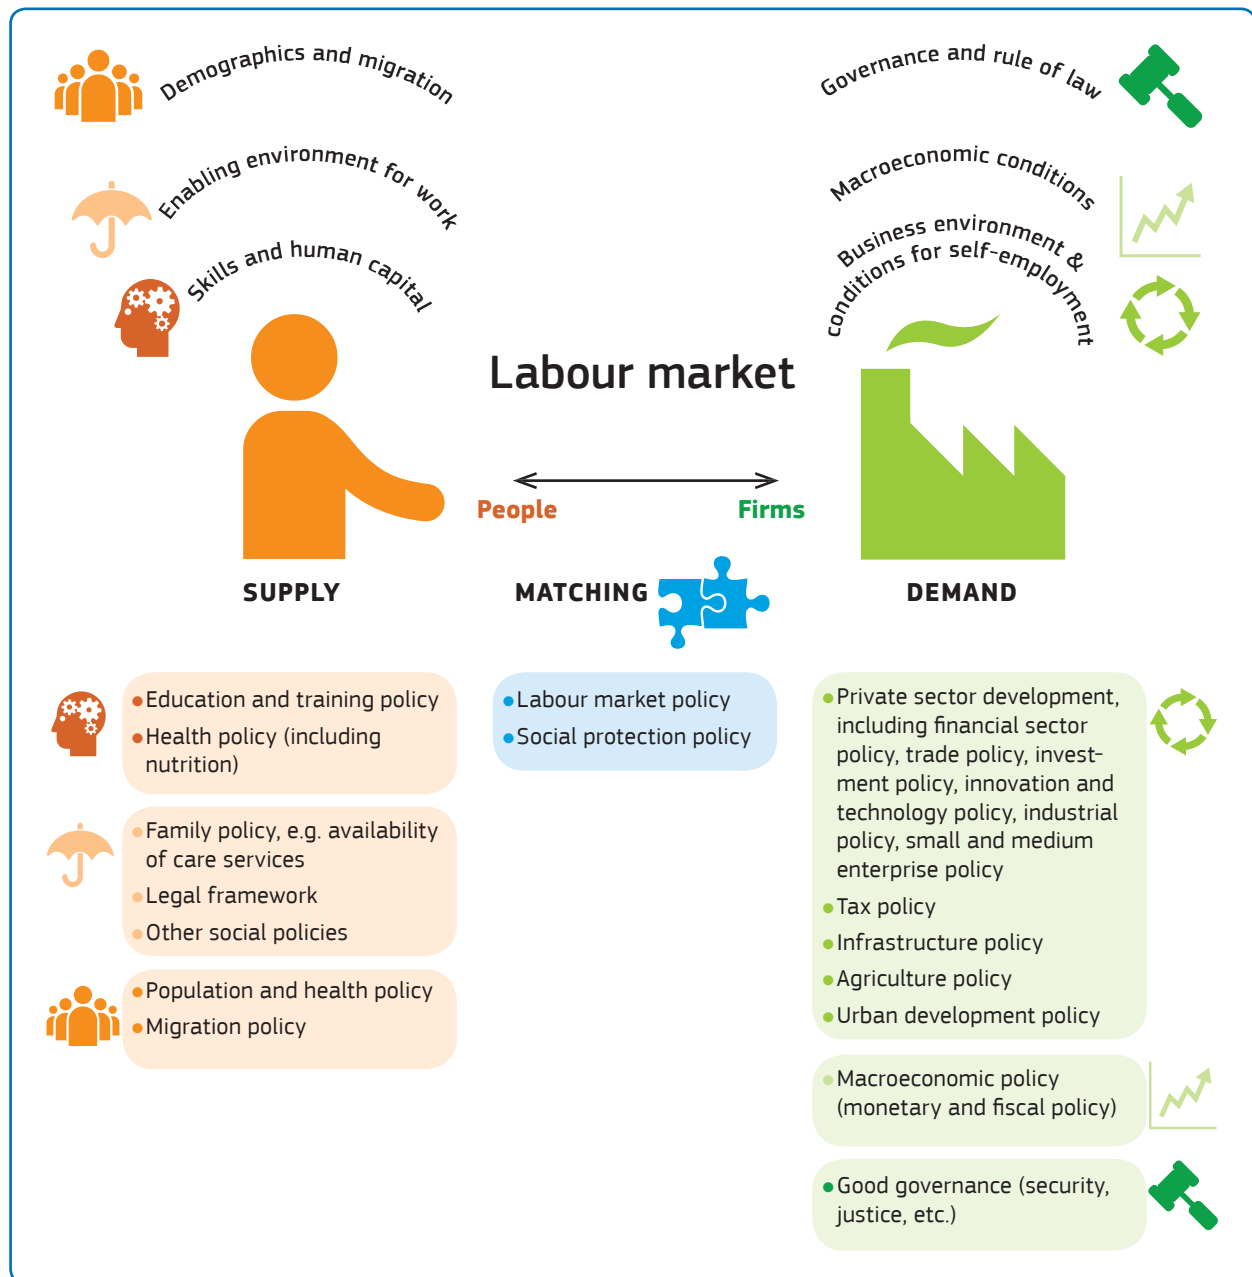 Demographics and migration
Enabling environment for work
Skills and human capital
Governance and rule of law
Macroeconomic conditions
Business environment &
conditions for self-employment
Labour market
People
Firms
SUPPLY
MATCHING
DEMAND
Education and training policy
Health policy (including
nutrition)
Family policy, e.g. availability
of care services
Legal framework
Other social policies
Population and health policy
Migration policy
Labour market policy
Social protection policy
Private sector development,
including financial sector
policy, trade policy, invest-
ment policy, innovation and
technology policy, industrial
policy, small and medium
enterprise policy
Tax policy
Infrastructure policy
Agriculture policy
Urban development policy
Macroeconomic policy
(monetary and fiscal policy)
Good governance (security,
justice, etc.)